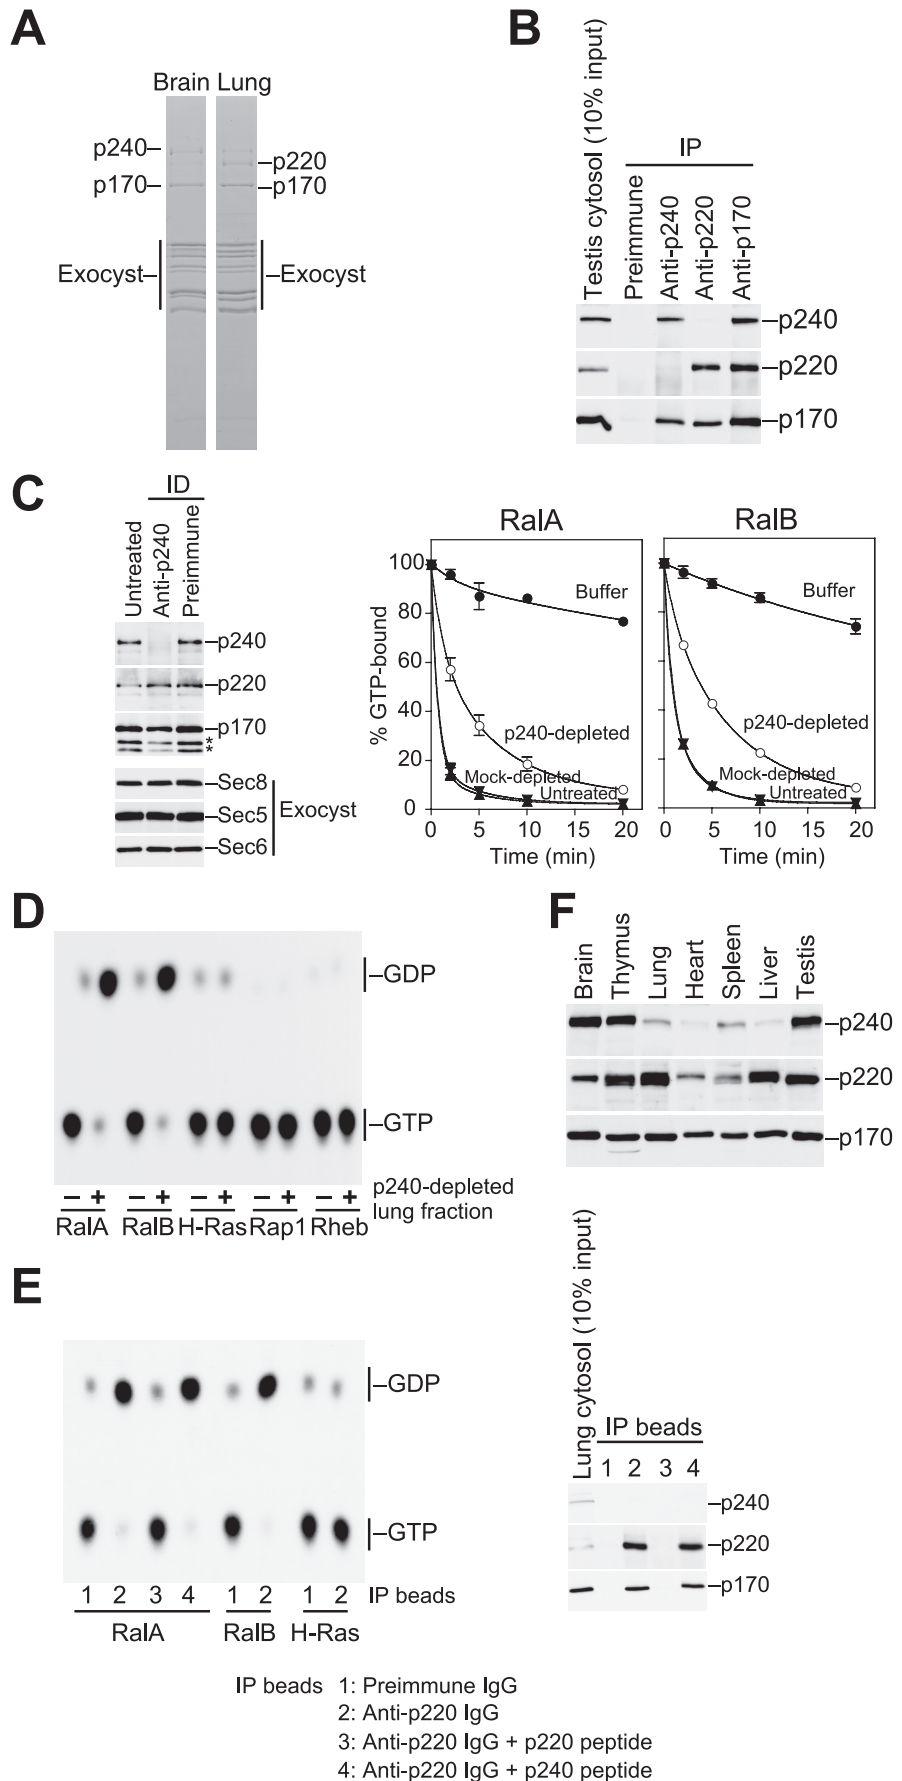 A
Brain Lung
p240
p220
p170
p170
Exocyst
Exocyst
B
Testis cytosol (10% input)
IP
Preimmune
Anti-p240
Anti-p220
Anti-p170
p240
p220
p170
C
ID
Untreated
Anti-p240
Preimmune
p240
p220
p170
*
*
Sec8
Sec5
Sec6
Exocyst
RalA
RalB
% GTP-bound
100
80
60
40
20
0
Buffer
p240-depleted
Mock-depleted
Untreated
0 5 10 15 20
Time (min)
Buffer
p240-depleted
Mock-depleted
Untreated
0 5 10 15 20
Time (min)
D
GDP
GTP
– + – + – + – + – +
p240-depleted
lung fraction
RalA RalB H-Ras Rap1 Rheb
F
Brain
Thymus
Lung
Heart
Spleen
Liver
Testis
p240
p220
p170
E
GDP
GTP
1 2 3 4 1 2 1 2 IP beads
RalA RalB H-Ras
Lung cytosol (10% input)
IP beads
1 2 3 4
p240
p220
p170
IP beads 1: Preimmune IgG
2: Anti-p220 IgG
3: Anti-p220 IgG + p220 peptide
4: Anti-p220 IgG + p240 peptide